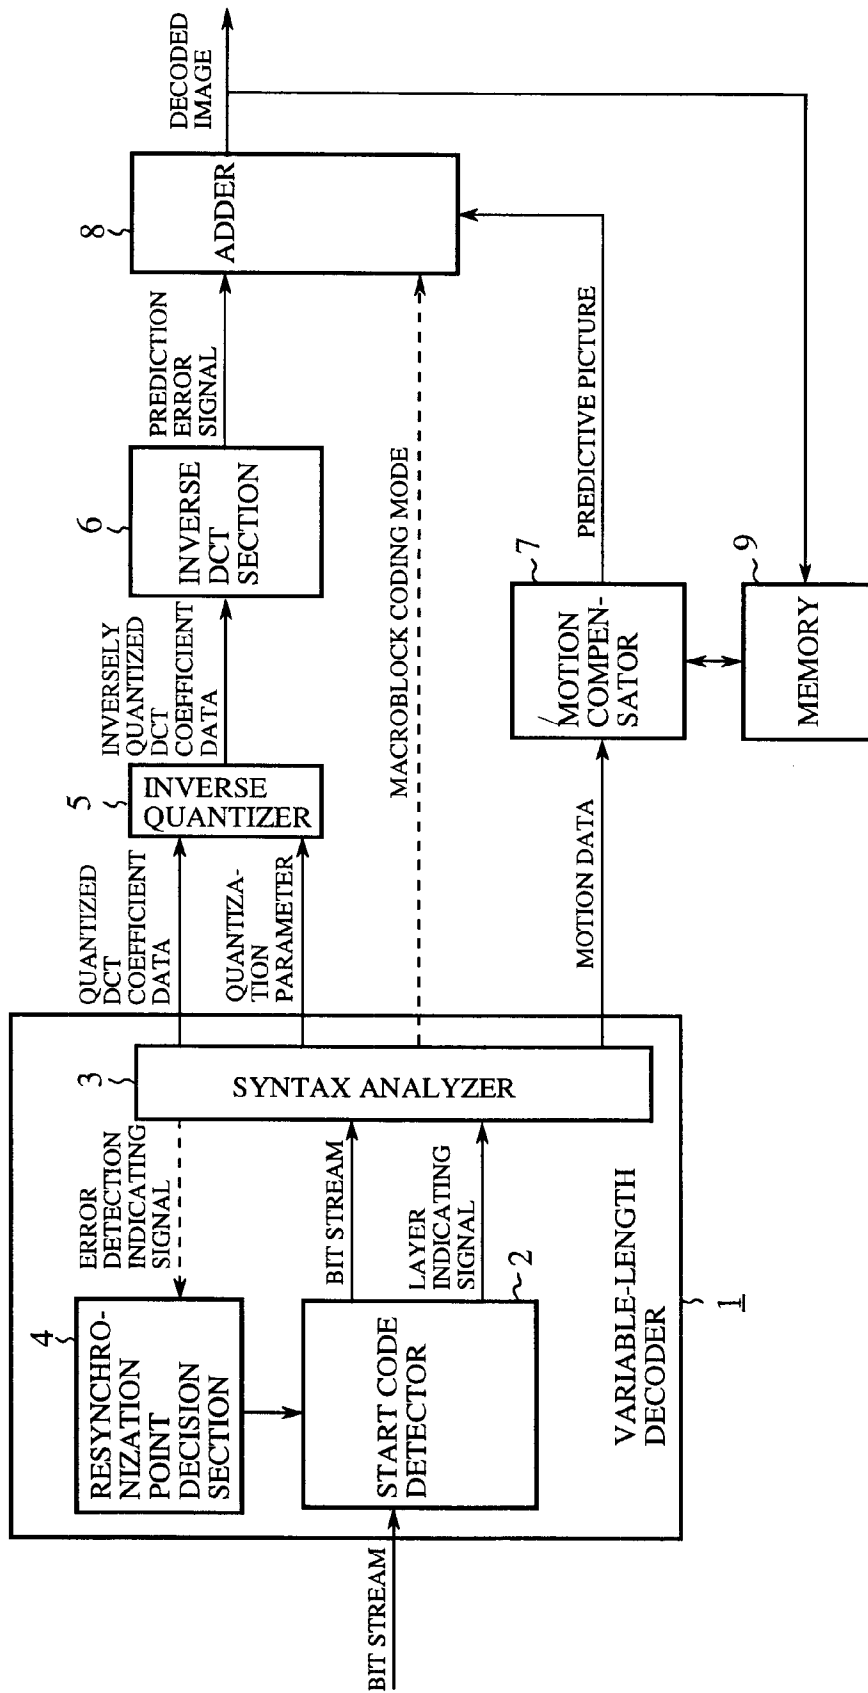 BIT STREAM
4
RESYNCHRO-
NIZATION
POINT
DECISION
SECTION
START CODE
DETECTOR
2
ERROR
DETECTION
INDICATING
SIGNAL
BIT STREAM
LAYER
INDICATING
SIGNAL
VARIABLE-LENGTH
DECODER
1
3
SYNTAX ANALYZER
QUANTIZED
DCT
COEFFICIENT
DATA
QUANTIZA-
TION
PARAMETER
MOTION DATA
5
INVERSE
QUANTIZER
INVERSELY
QUANTIZED
DCT
COEFFICIENT
DATA
MACROBLOCK CODING MODE
6
INVERSE
DCT
SECTION
7
MOTION
COMPEN-
SATOR
9
MEMORY
PREDICTION
ERROR
SIGNAL
PREDICTIVE PICTURE
8
ADDER
DECODED
IMAGE